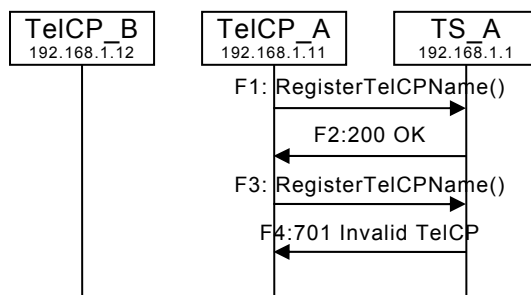 TelCP_B
192.168.1.12
TelCP_A
192.168.1.11
TS_A
192.168.1.1
F1: RegisterTelCPName()
F2:200 OK
F3: RegisterTelCPName()
F4:701 Invalid TelCP